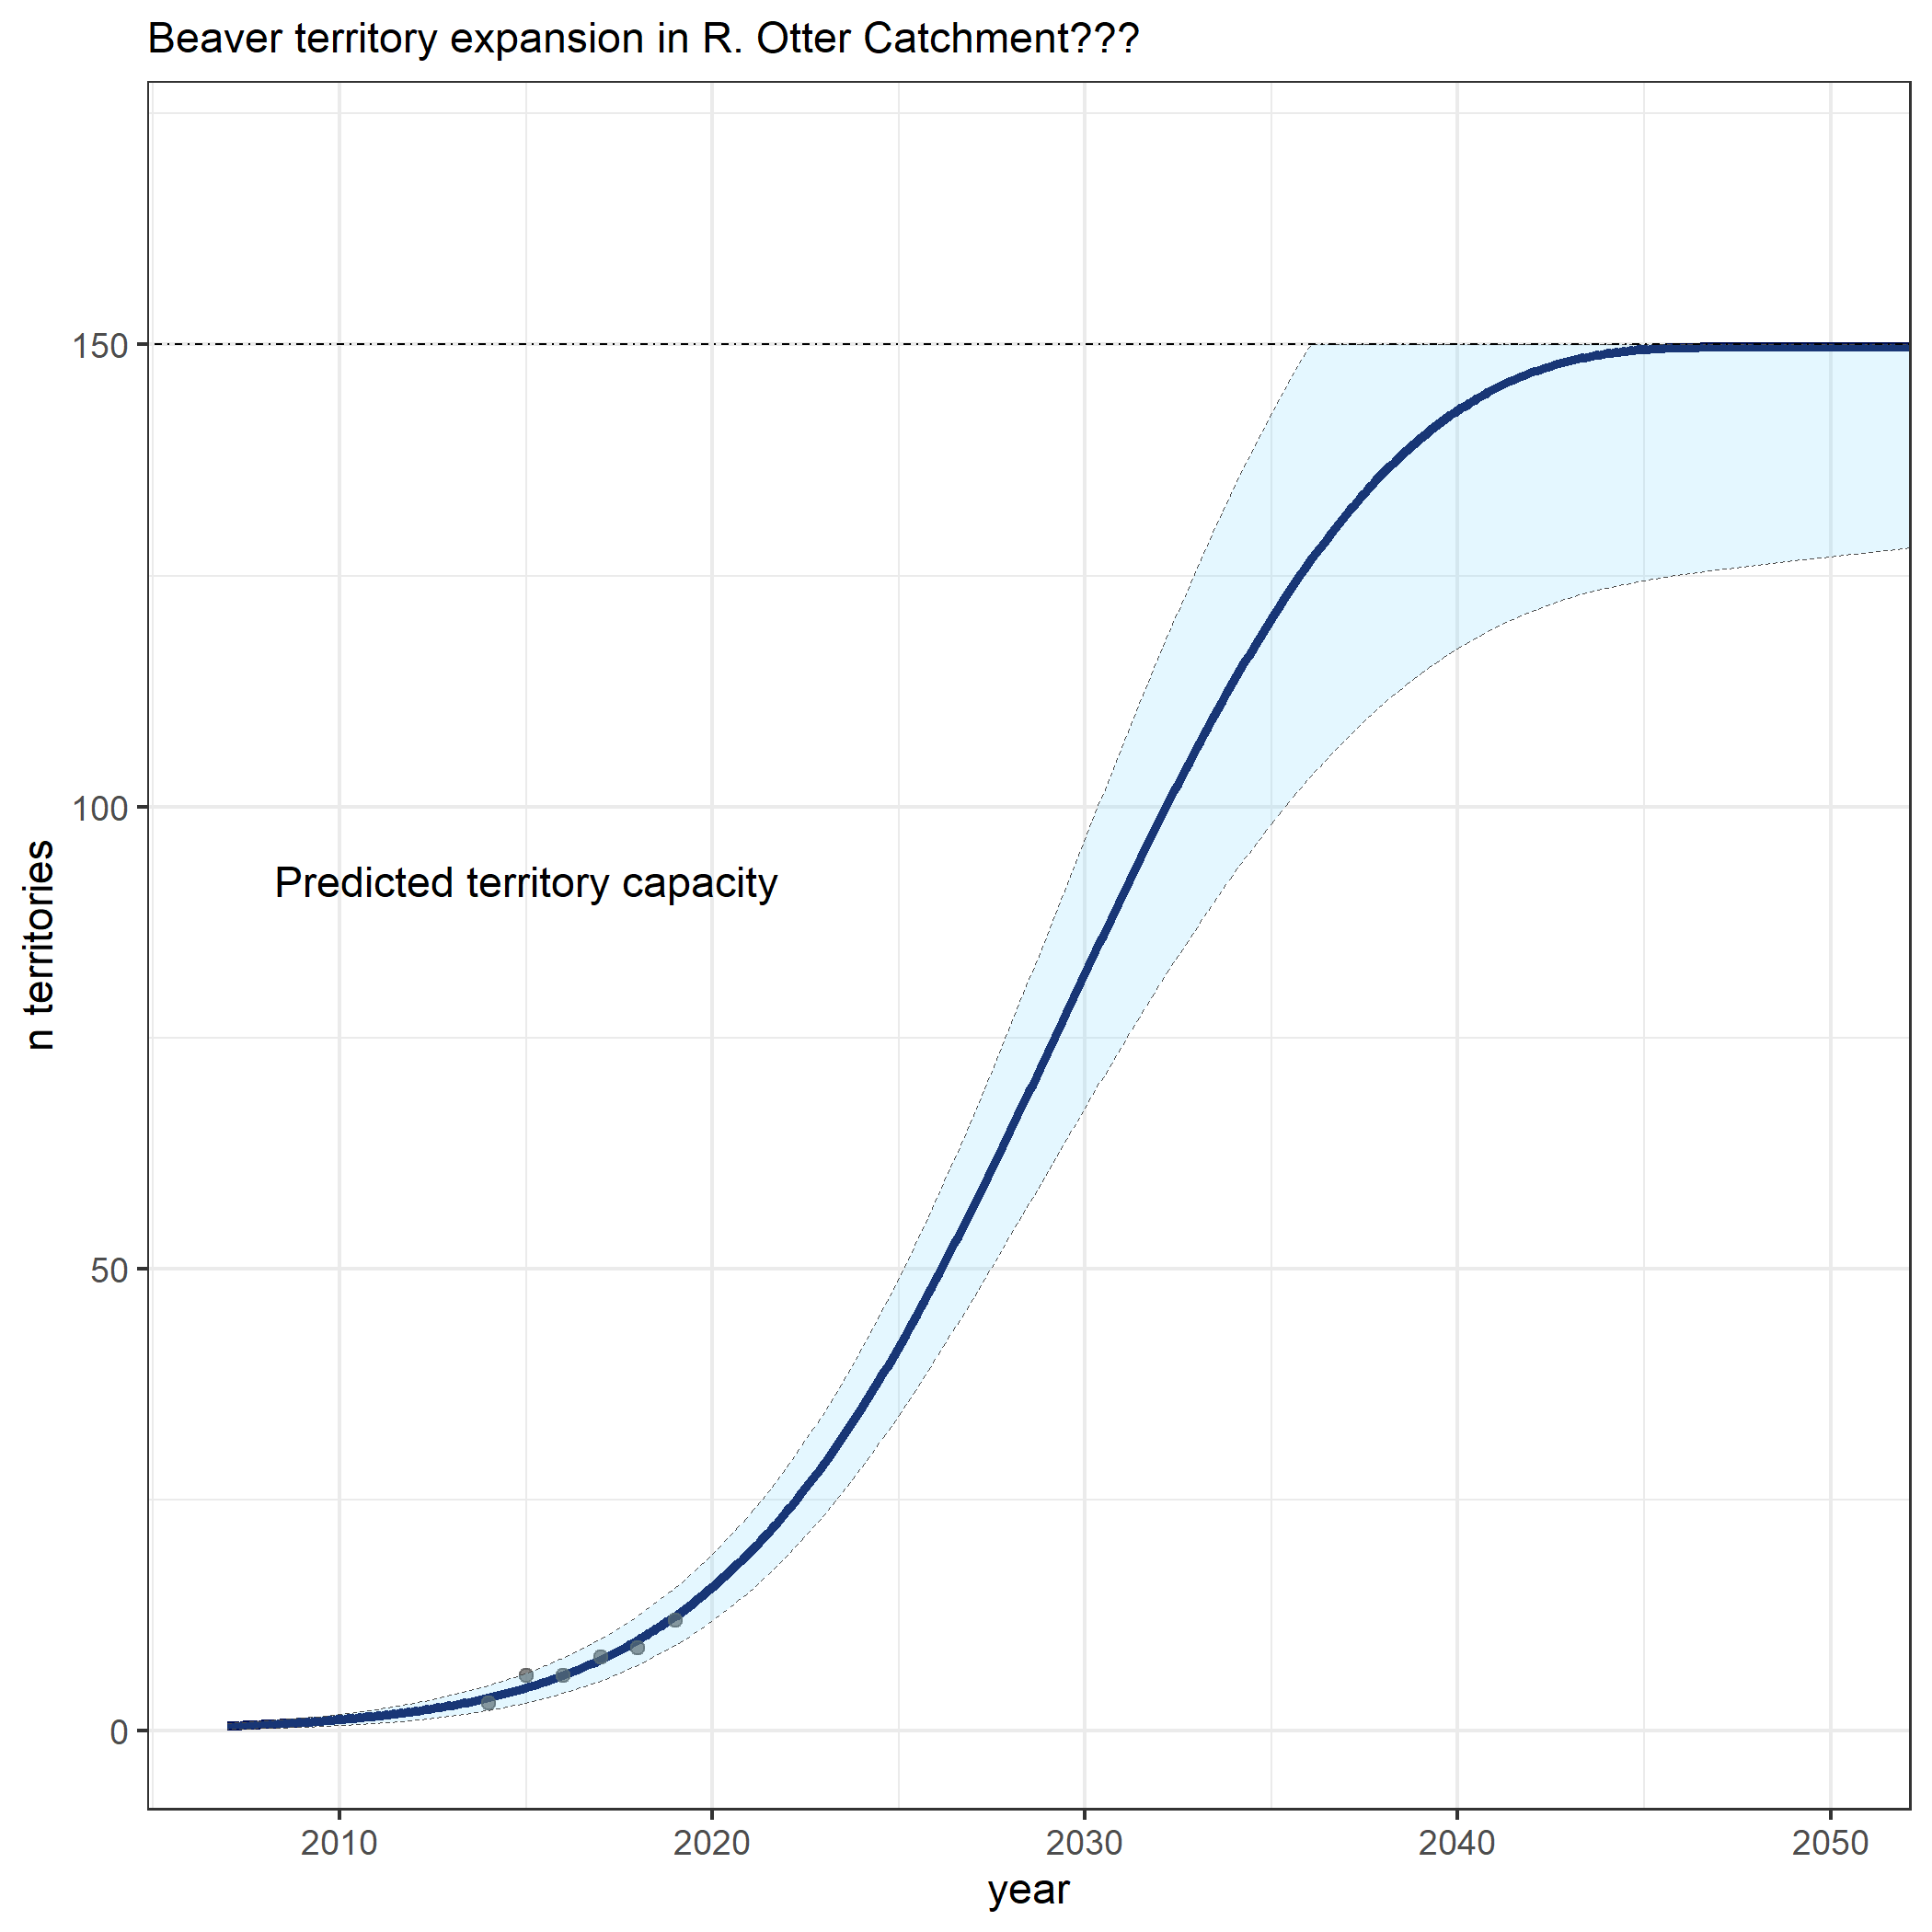 Beaver territory expansion in R. Otter Catchment???
150
100
50
0
n territories
Predicted territory capacity
2010 2020 2030 2040 2050
year